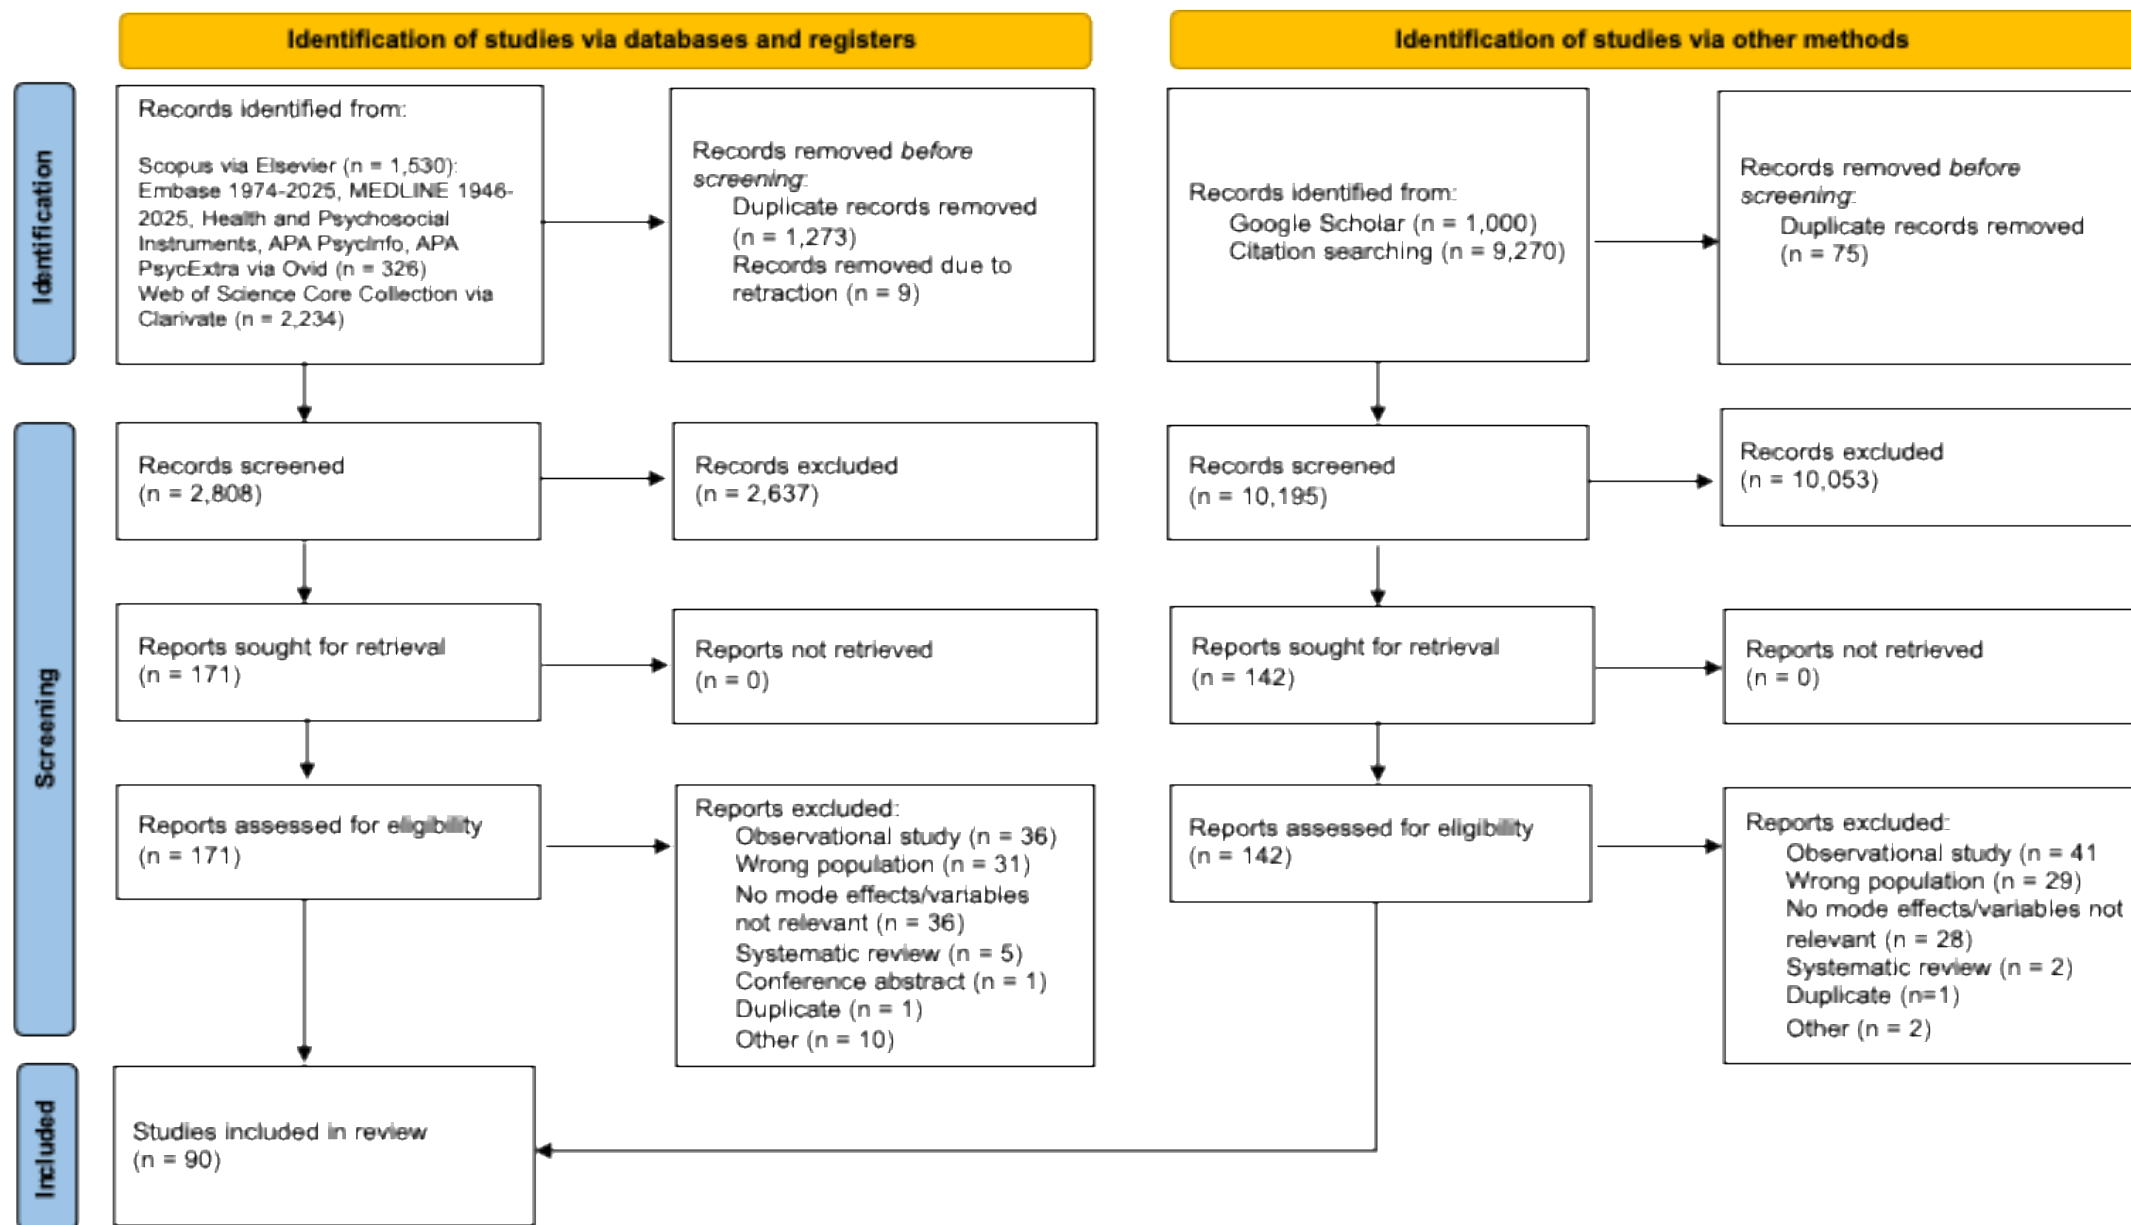 Identification of studies via databases and registers
Identification of studies via other methods
Identification
Records identified from:
Scopus via Elsevier (n = 1,530):
Embase 1974-2025, MEDLINE 1946-
2025, Health and Psychosocial
Instruments, APA PsycInfo, APA
PsycExtra via Ovid (n = 326)
Web of Science Core Collection via
Clarivate (n = 2,234)
Records removed before
screening:
Duplicate records removed
(n = 1,273)
Records removed due to
retraction (n = 9)
Records identified from:
Google Scholar (n = 1,000)
Citation searching (n = 9,270)
Records removed before
screening:
Duplicate records removed
(n = 75)
Screening
Records screened
(n = 2,808)
Records excluded
(n = 2,637)
Records screened
(n = 10,195)
Records excluded
(n = 10,053)
Reports sought for retrieval
(n = 171)
Reports not retrieved
(n = 0)
Reports sought for retrieval
(n = 142)
Reports not retrieved
(n = 0)
Reports assessed for eligibility
(n = 171)
Reports excluded:
Observational study (n = 36)
Wrong population (n = 31)
No mode effects/variables
not relevant (n = 36)
Systematic review (n = 5)
Conference abstract (n = 1)
Duplicate (n = 1)
Other (n = 10)
Reports assessed for eligibility
(n = 142)
Reports excluded:
Observational study (n = 41
Wrong population (n = 29)
No mode effects/variables not
relevant (n = 28)
Systematic review (n = 2)
Duplicate (n=1)
Other (n = 2)
Included
Studies included in review
(n = 90)